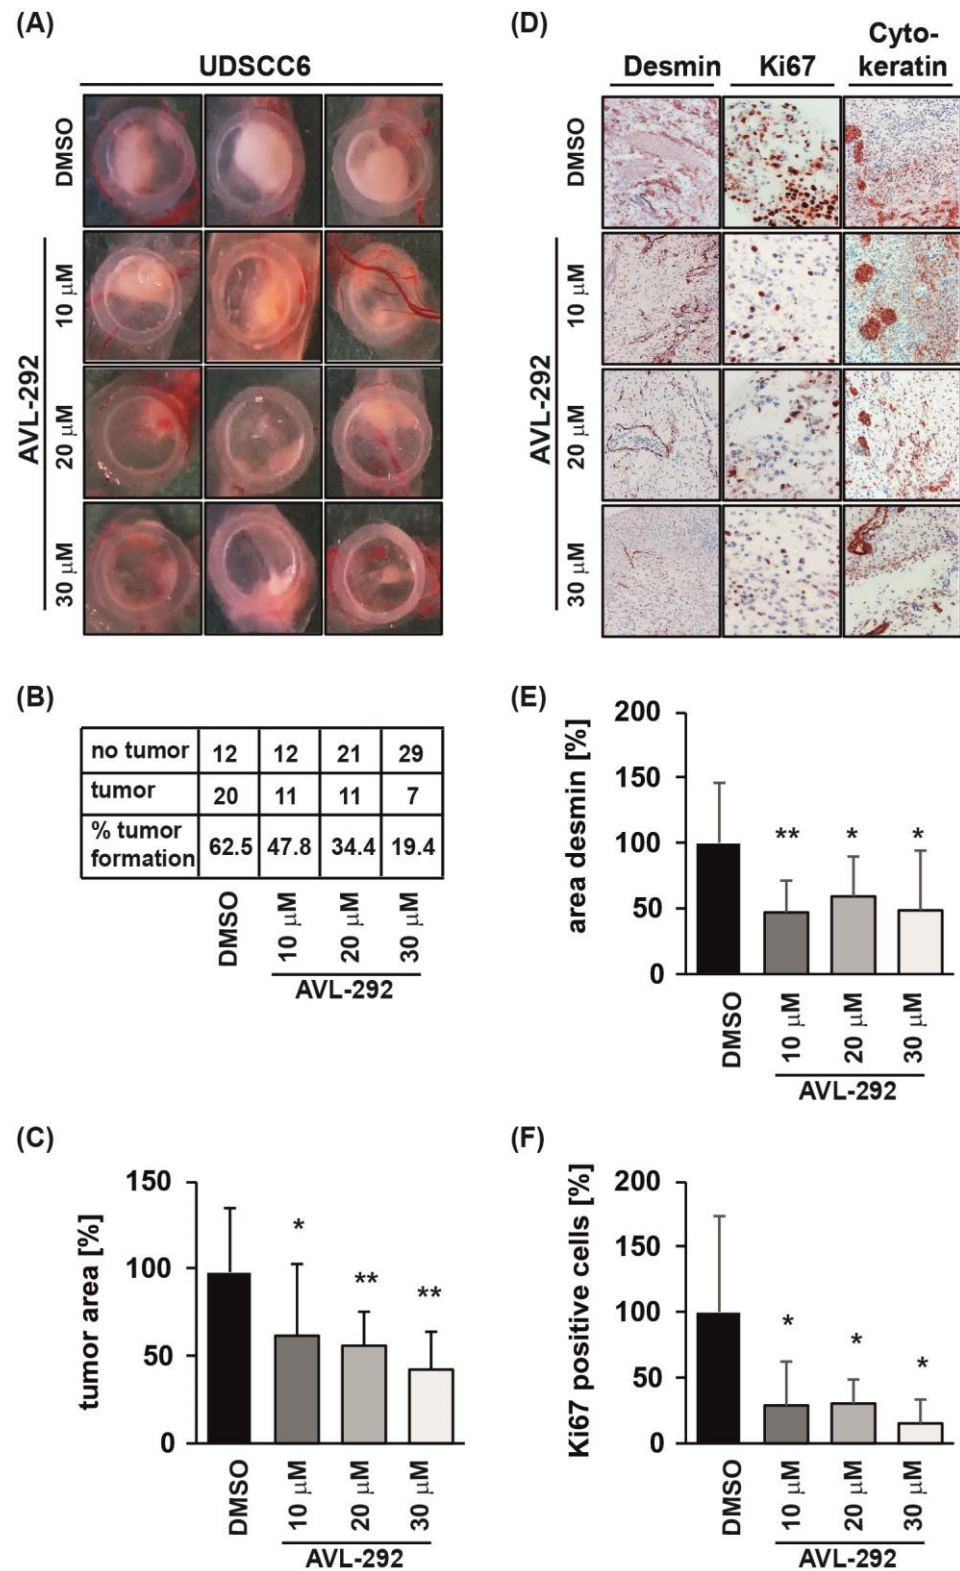 (A)
UDSCC6
DMSO
AVL-292
10 µM
20 µM
30 µM
(D)
Desmin
Ki67
Cyto-
keratin
DMSO
AVL-292
10 µM
20 µM
30 µM
(B)
no tumor 12 12 21 29
tumor 20 11 11 7
% tumor
formation 62.5 47.8 34.4 19.4
DMSO
10 µM
20 µM
30 µM
AVL-292
(E)
area desmin [%]
200
150
100
50
0
** * *
DMSO
10 µM
20 µM
30 µM
AVL-292
(C)
tumor area [%]
150
100
50
0
* ** **
DMSO
10 µM
20 µM
30 µM
AVL-292
(F)
Ki67 positive cells [%]
200
150
100
50
0
* * *
DMSO
10 µM
20 µM
30 µM
AVL-292